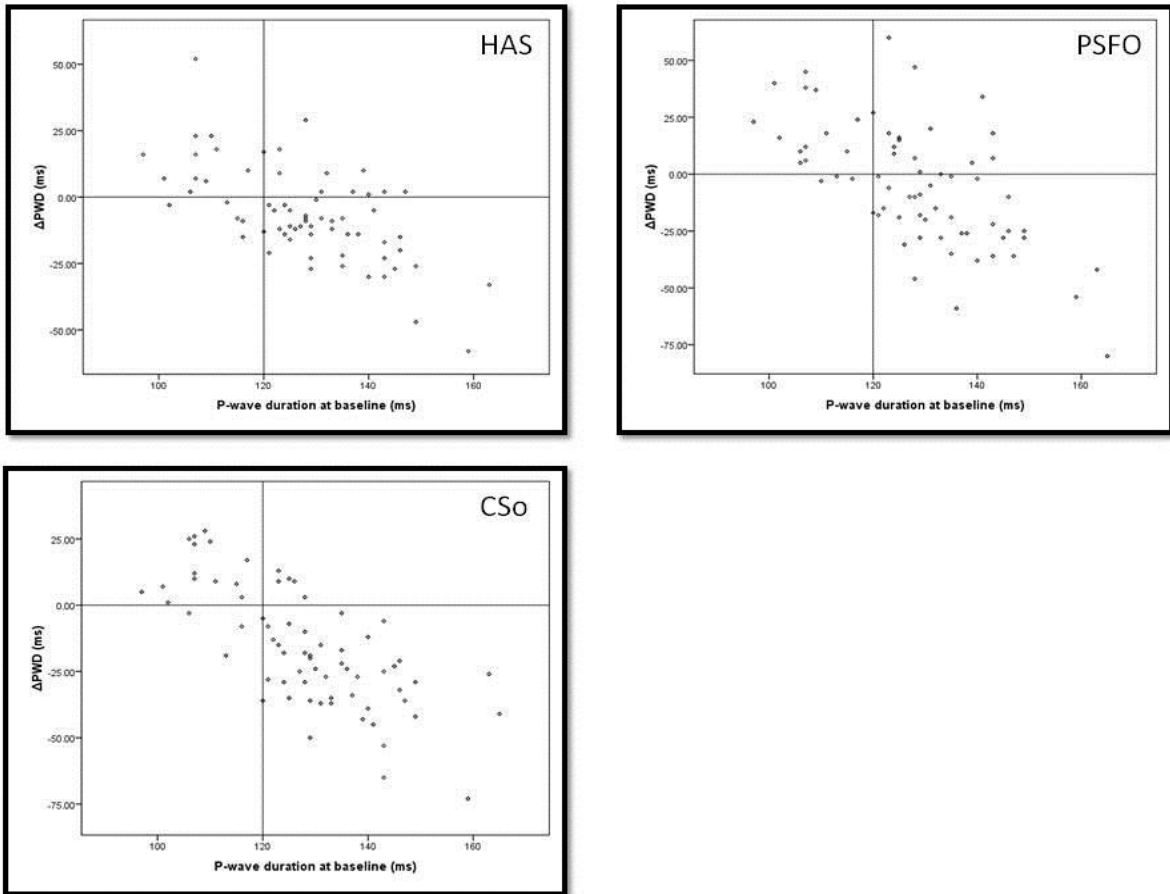 HAS
50.00
25.00
0.00
-25.00
-50.00
ΔPWD (ms)
100 120 140 160
P-wave duration at baseline (ms)
PSFO
50.00
25.00
0.00
-25.00
-50.00
-75.00
ΔPWD (ms)
100 120 140 160
P-wave duration at baseline (ms)
CSo
25.00
0.00
-25.00
-50.00
-75.00
ΔPWD (ms)
100 120 140 160
P-wave duration at baseline (ms)